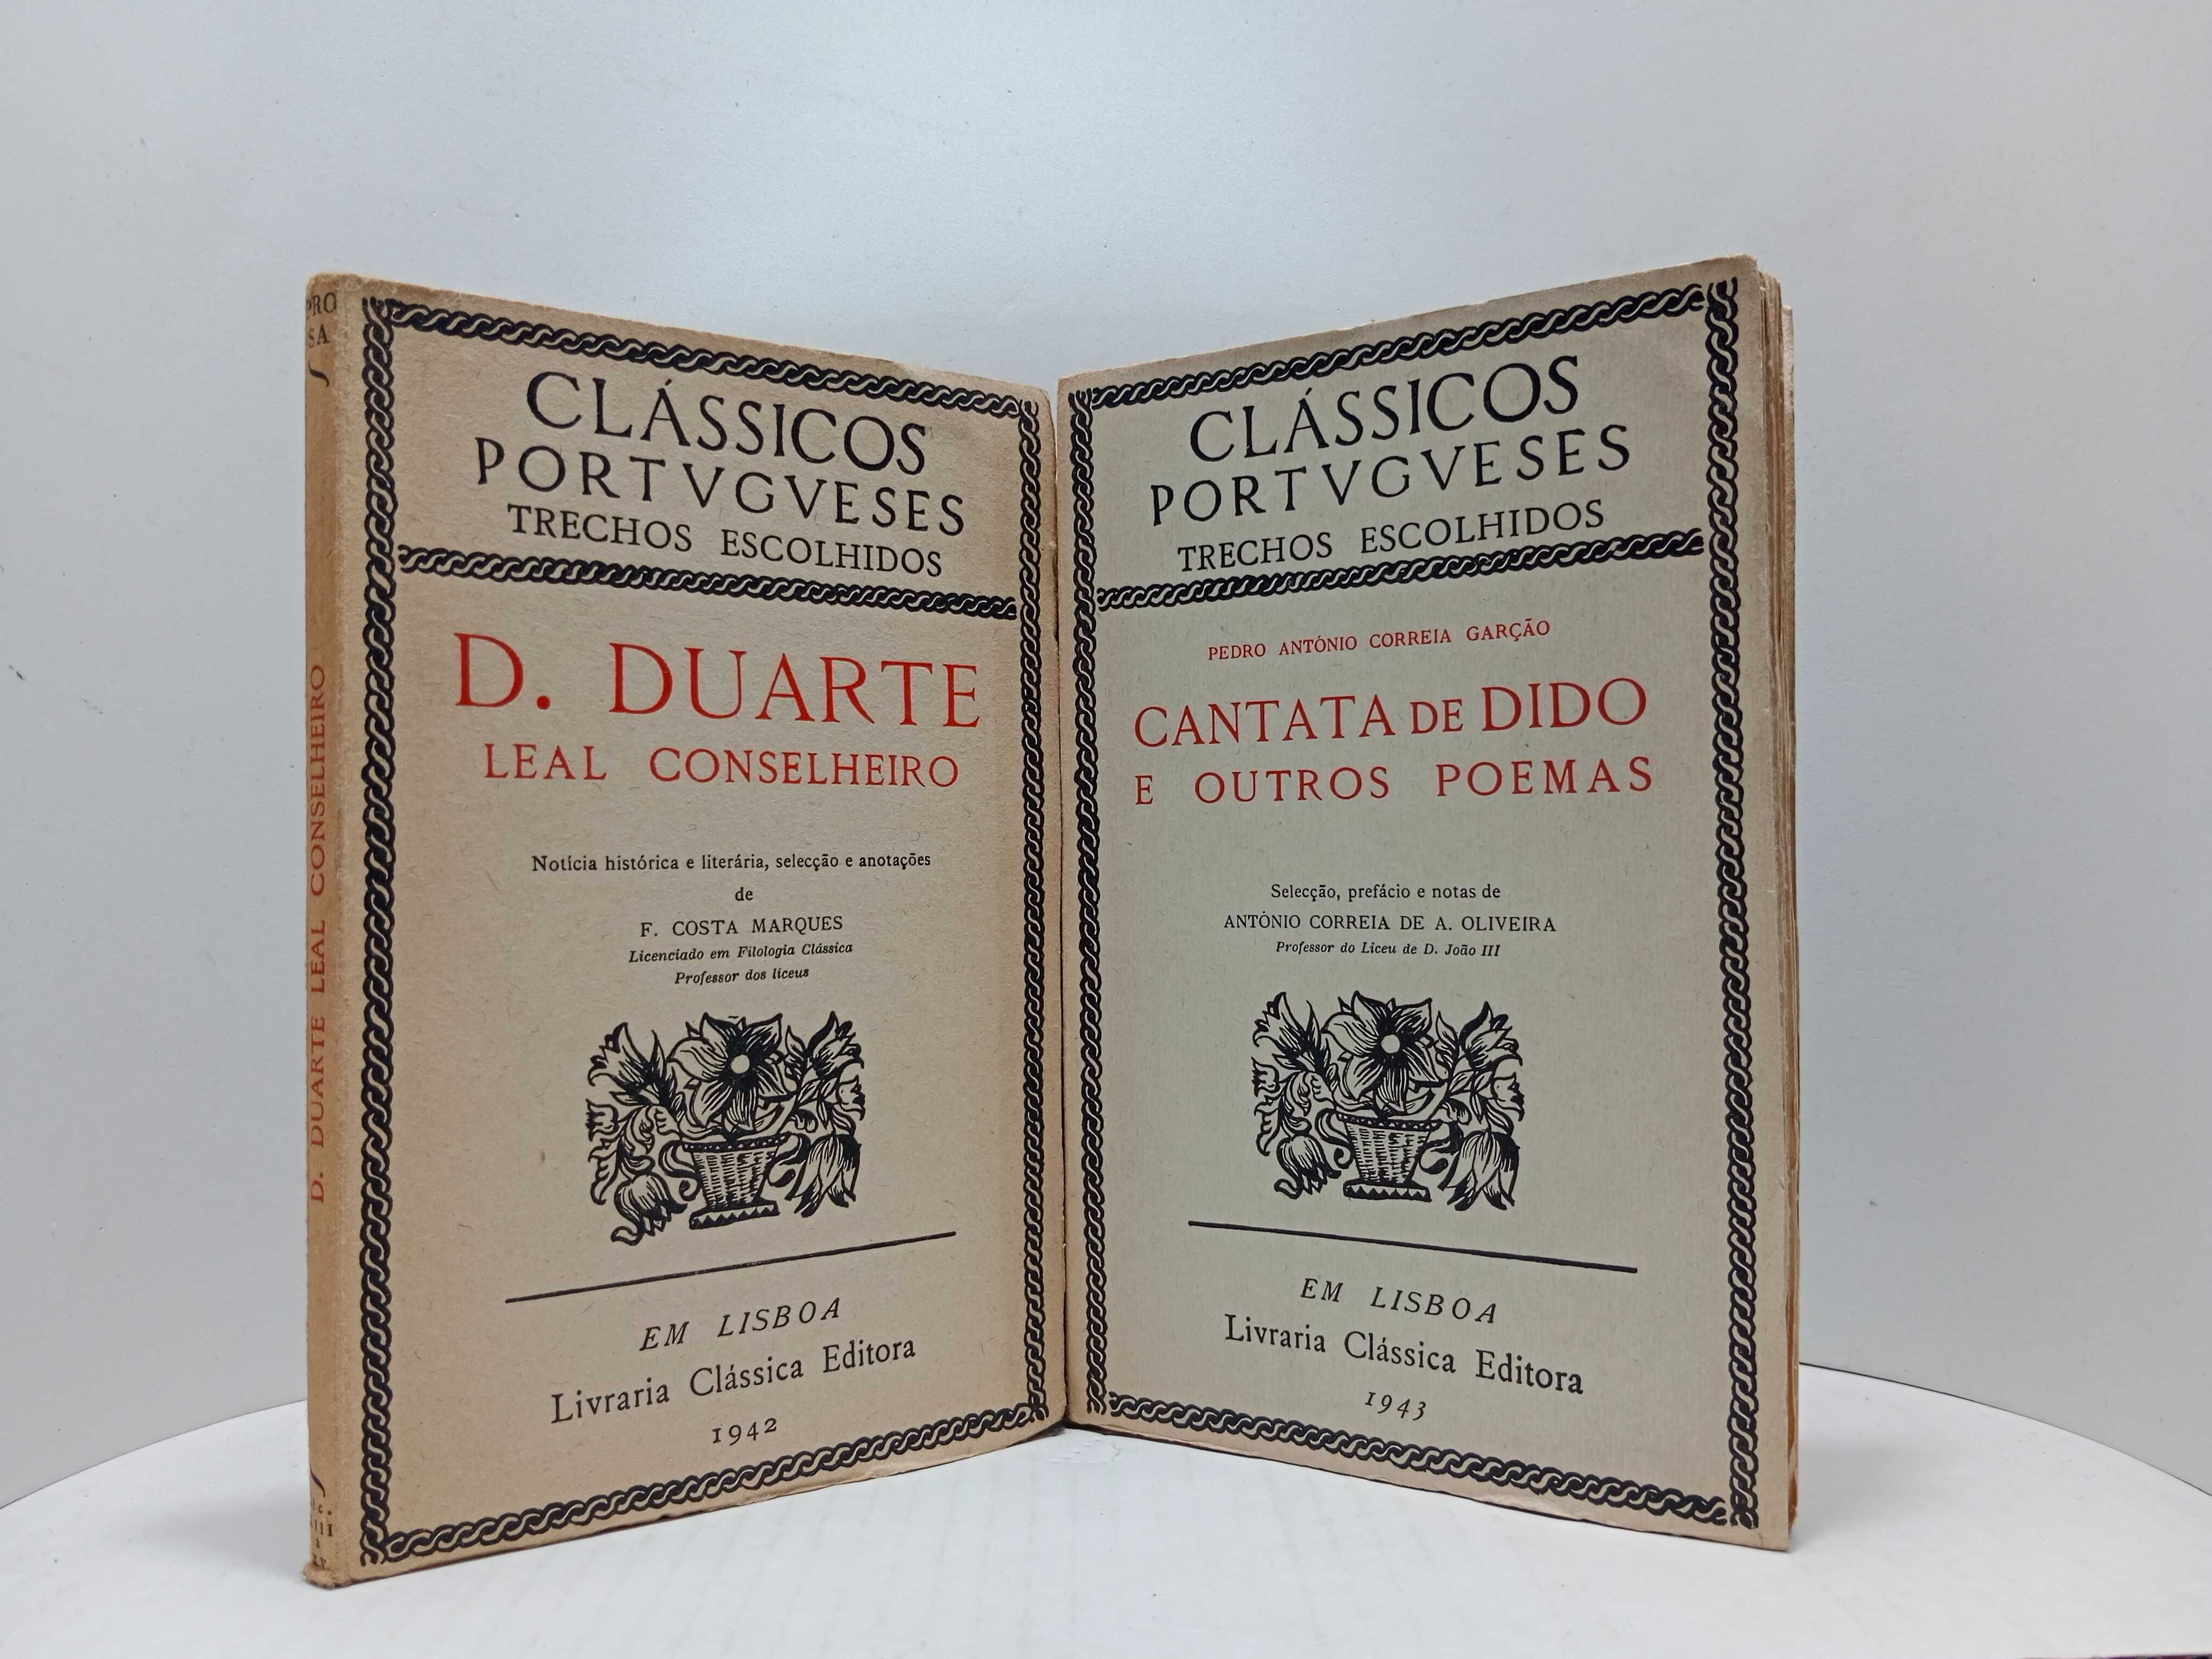 PRO
SA
D. DUARTE LEAL CONSELHEIRO
CLÁSSICOS
PORTVGVESES
TRECHOS ESCOLHIDOS
D. DUARTE
LEAL CONSELHEIRO
Notícia histórica e literária, selecção e anotações
de
F. COSTA MARQUES
Licenciado em Filologia Clássica
Professor dos liceus
EM LISBOA
Livraria Clássica Editora
1942
CLÁSSICOS
PORTVGVESES
TRECHOS ESCOLHIDOS
PEDRO ANTÓNIO CORREIA GARÇÃO
CANTATA DE DIDO
E OUTROS POEMAS
Selecção, prefácio e notas de
ANTÓNIO CORREIA DE A. OLIVEIRA
Professor do Liceu de D. João III
EM LISBOA
Livraria Clássica Editora
1943